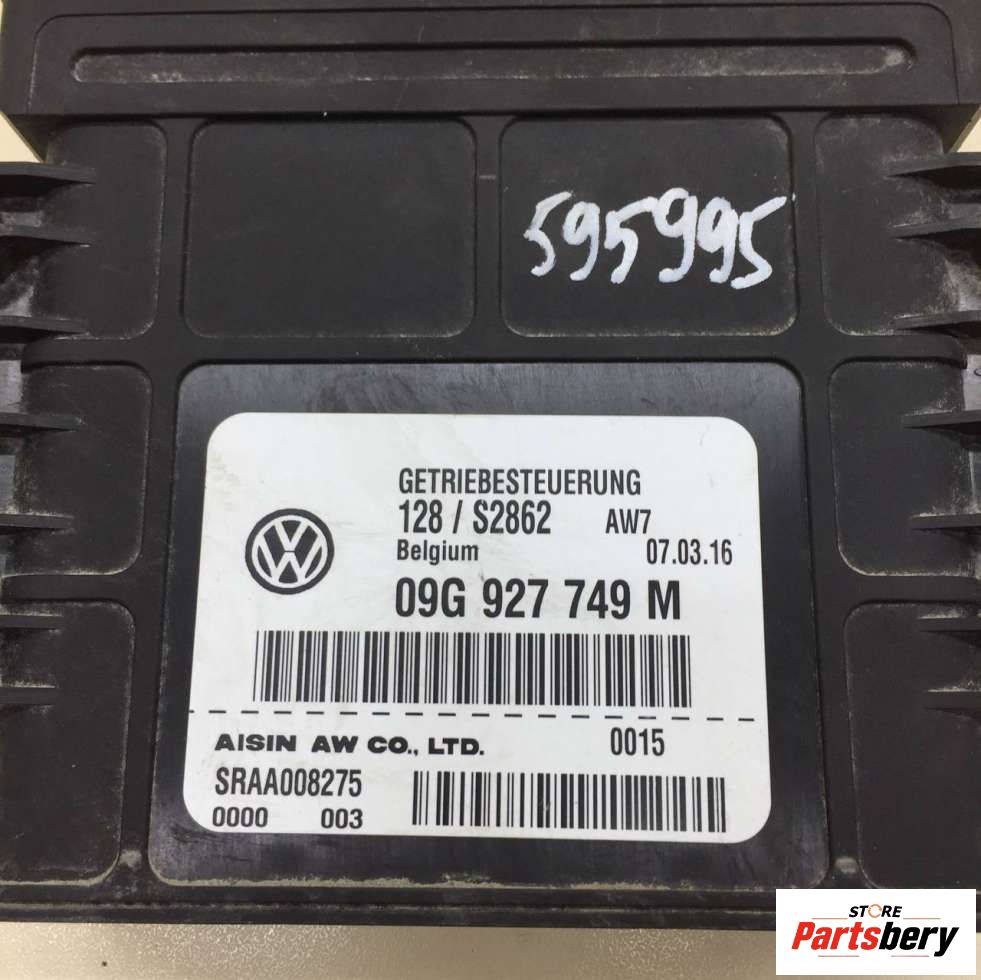 595995
GETRIEBESTEUERUNG
128 / S2862 AW7
Belgium 07.03.16
09G 927 749 M
AISIN AW CO., LTD. 0015
SRAA008275
0000 003
STORE
Partsbery